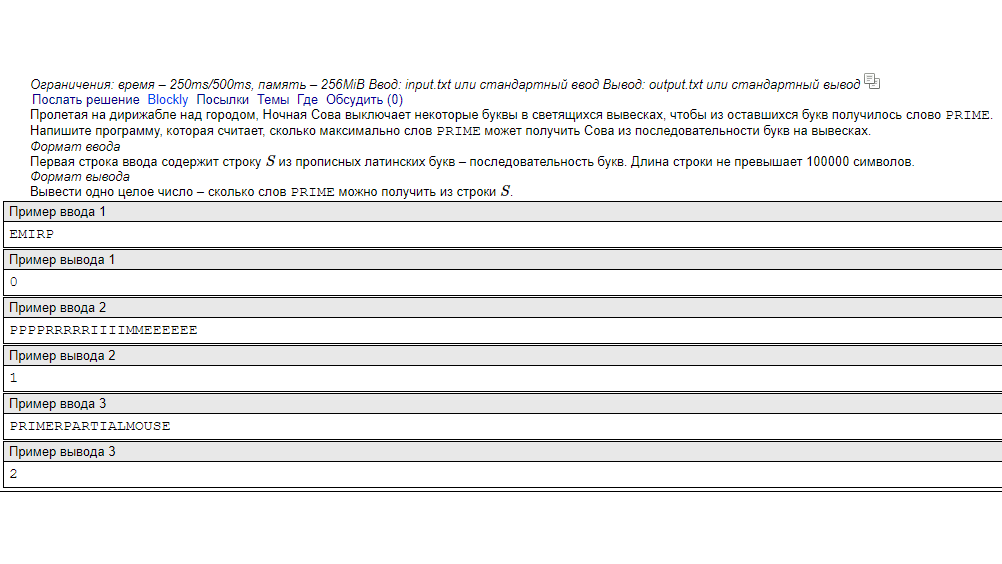 Ограничения: время – 250ms/500ms, память – 256MiB Ввод: input.txt или стандартный ввод Вывод: output.txt или стандартный вывод
Послать решение Blockly Посылки Темы Где Обсудить (0)
Пролетая на дирижабле над городом, Ночная Сова выключает некоторые буквы в светящихся вывесках, чтобы из оставшихся букв получилось слово PRIME.
Напишите программу, которая считает, сколько максимально слов PRIME может получить Сова из последовательности букв на вывесках.
Формат ввода
Первая строка ввода содержит строку S из прописных латинских букв – последовательность букв. Длина строки не превышает 100000 символов.
Формат вывода
Вывести одно целое число – сколько слов PRIME можно получить из строки S.
Пример ввода 1
EMIRP
Пример вывода 1
0
Пример ввода 2
PPPPRRRRRIIIIMMEEEEEE
Пример вывода 2
1
Пример ввода 3
PRIMERPARTIALMOUSE
Пример вывода 3
2